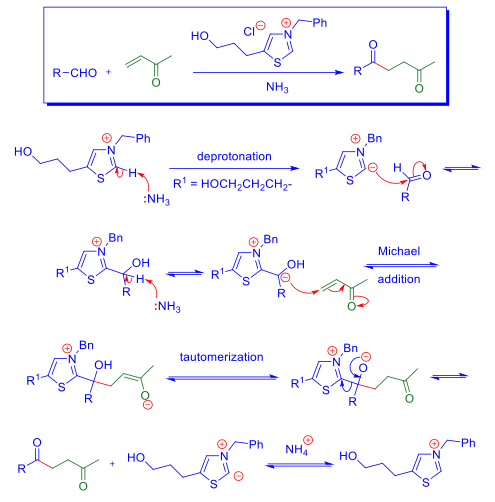 Cl ⊖
⊕
N
Ph
HO
S
R–CHO + O
NH₃
O
R
O
HO
⊕
N
Ph
S
H
:NH₃
deprotonation
R¹ = HOCH₂CH₂CH₂-
⊕
N
Bn
R¹
S
⊖
H
O
R
⊕
N
Bn
OH
R¹
S
H
R
:NH₃
⊕
N
Bn
OH
R¹
S
⊖
R
O
Michael
addition
⊕
N
Bn
OH
R¹
S
R
O
⊖
tautomerization
⊕
N
Bn
O
⊖
R¹
S
R
O
O
R
O
+
HO
⊕
N
Ph
S
⊖
NH₄⊕
HO
⊕
N
Ph
S